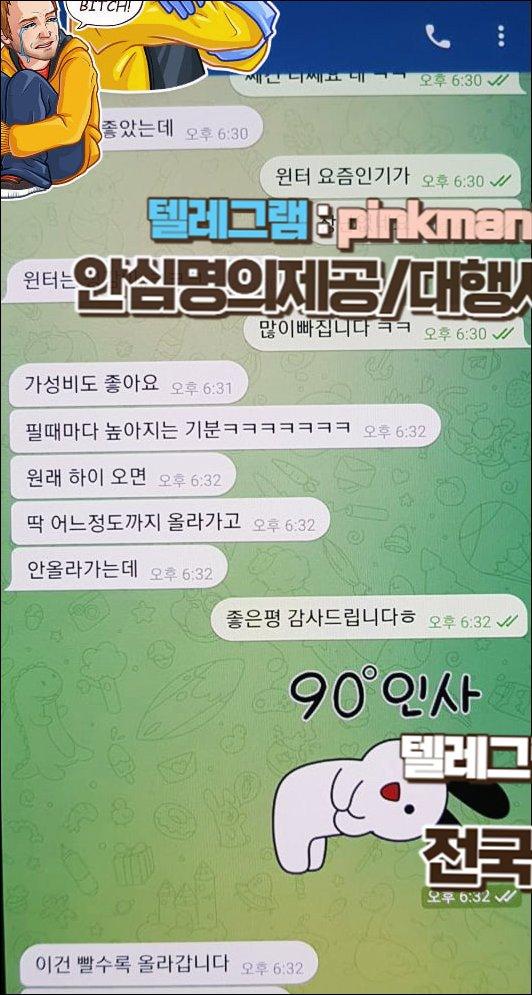 BITCH!
오후 6:30
좋았는데 오후 6:30
윈터 요즘인기가 오후 6:30
텔레그램 : pinkman
윈터는
안심명의제공/대행사
많이빠집니다 ㅋㅋ 오후 6:30
가성비도 좋아요 오후 6:31
필때마다 높아지는 기분ㅋㅋㅋㅋㅋㅋㅋ 오후 6:32
원래 하이 오면 오후 6:32
딱 어느정도까지 올라가고 오후 6:32
안올라가는데 오후 6:32
좋은평 감사드립니다ㅎ 오후 6:32
90°인사
텔레그
전국
오후 6:32
이건 빨수록 올라갑니다 오후 6:32